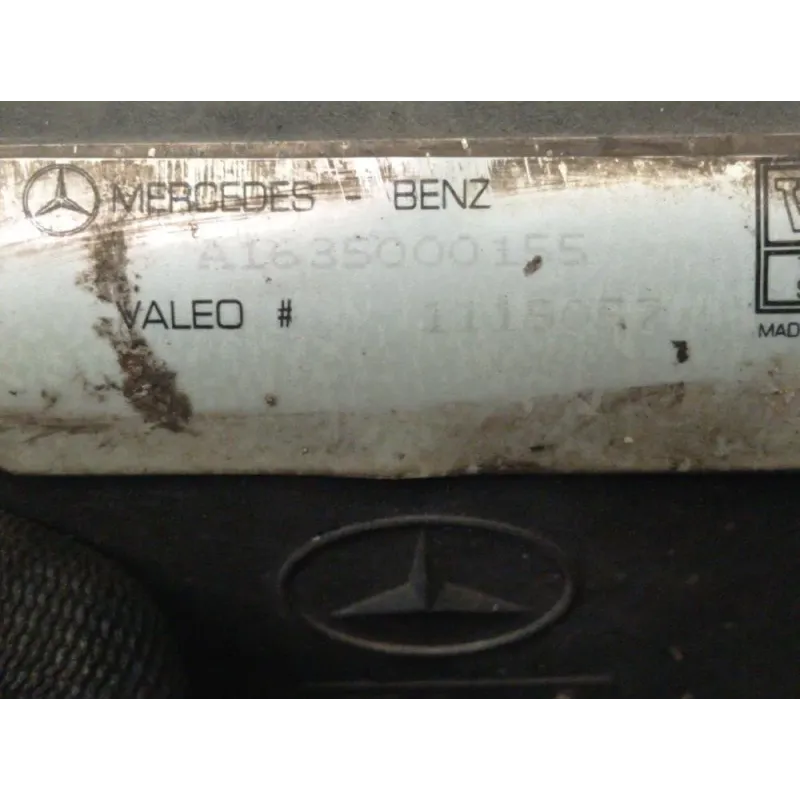 MERCEDES - BENZ
A1635000155
VALEO #
MAD